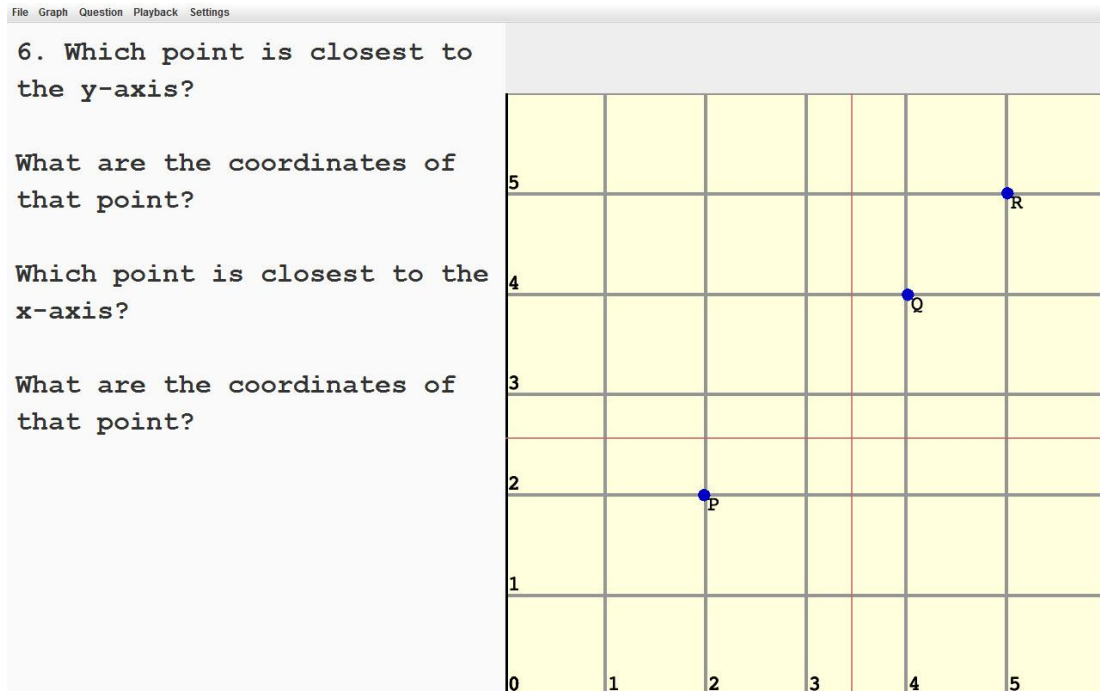 File Graph Question Playback Settings
6. Which point is closest to
the y-axis?
What are the coordinates of
that point?
Which point is closest to the
x-axis?
What are the coordinates of
that point?
5
R
4
Q
3
2
P
1
0 1 2 3 4 5